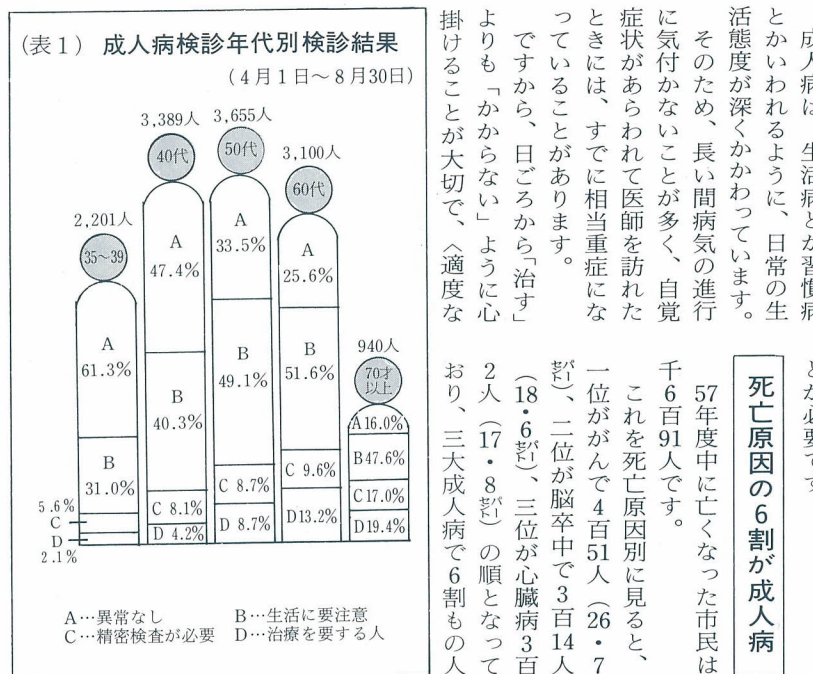 成人病は、生活病とか習慣病
とかいわれるように、日常の生
活態度が深くかかわっています。
そのため、長い間病気の進行
に気付かないことが多く、自覚
症状があらわれて医師を訪れた
ときには、すでに相当重症にな
っていることがあります。
ですから、日ごろから「治す」
よりも「かからない」ように心
掛けることが大切で、〈適度な
とが必要です
死亡原因の6割が成人病
57年度中に亡くなった市民は
千6百91人です。
これを死亡原因別に見ると、
一位ががんで4百51人(26・7
パーセント)、二位が脳卒中で3百14人
(18・6パーセント)、三位が心臓病3百
2人(17・8パーセント)の順となって
おり、三大成人病で6割もの人
(表1) 成人病検診年代別検診結果
(4月1日〜8月30日)
2,201人
35〜39
A
61.3%
B
31.0%
5.6%
C
D
2.1%
3,389人
40代
A
47.4%
B
40.3%
C 8.1%
D 4.2%
3,655人
50代
A
33.5%
B
49.1%
C 8.7%
D 8.7%
3,100人
60代
A
25.6%
B
51.6%
C 9.6%
D13.2%
940人
70才
以上
A16.0%
B47.6%
C17.0%
D19.4%
A…異常なし B…生活に要注意
C…精密検査が必要 D…治療を要する人